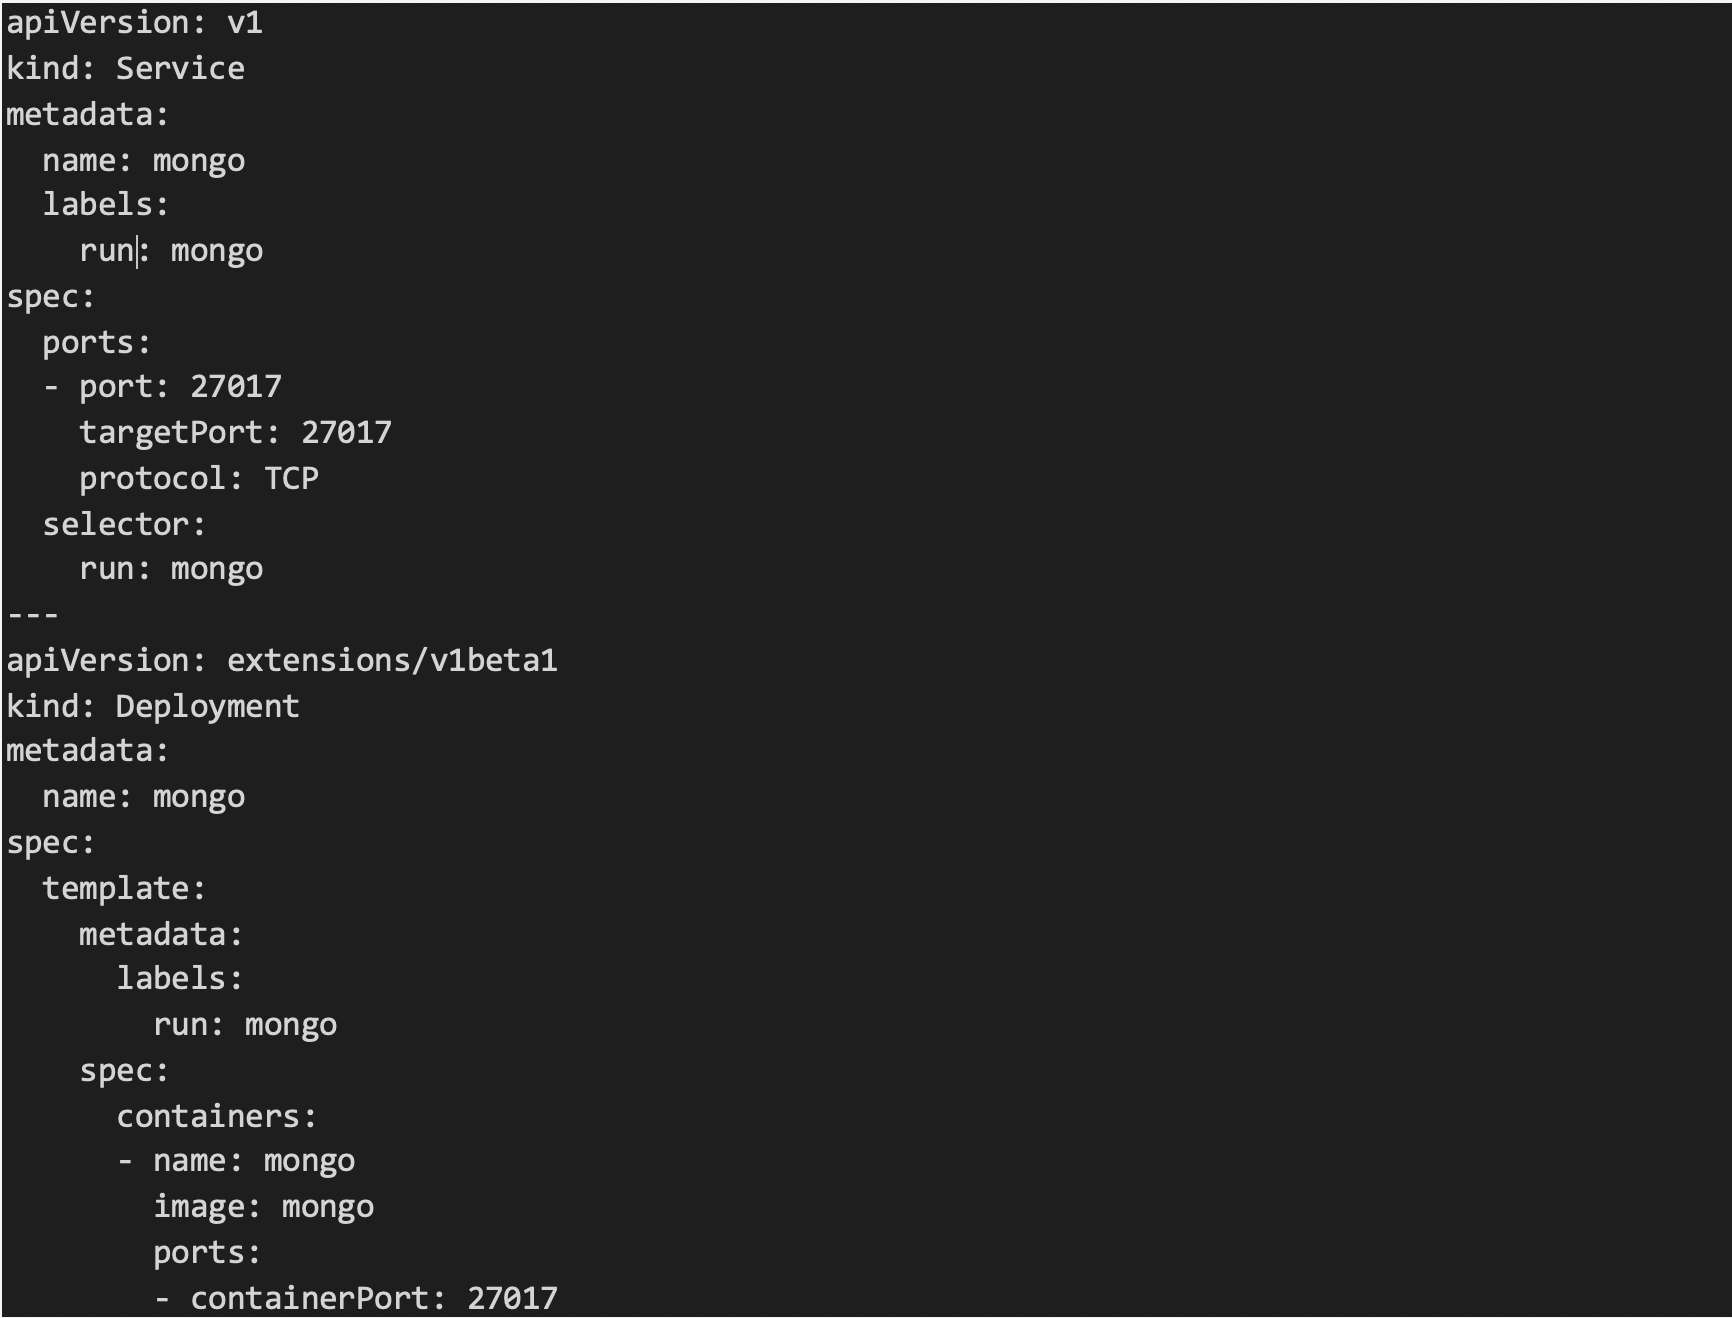 apiVersion: v1
kind: Service
metadata:
  name: mongo
  labels:
    run: mongo
spec:
  ports:
  - port: 27017
    targetPort: 27017
    protocol: TCP
  selector:
    run: mongo
---
apiVersion: extensions/v1beta1
kind: Deployment
metadata:
  name: mongo
spec:
  template:
    metadata:
      labels:
        run: mongo
    spec:
      containers:
      - name: mongo
        image: mongo
        ports:
        - containerPort: 27017